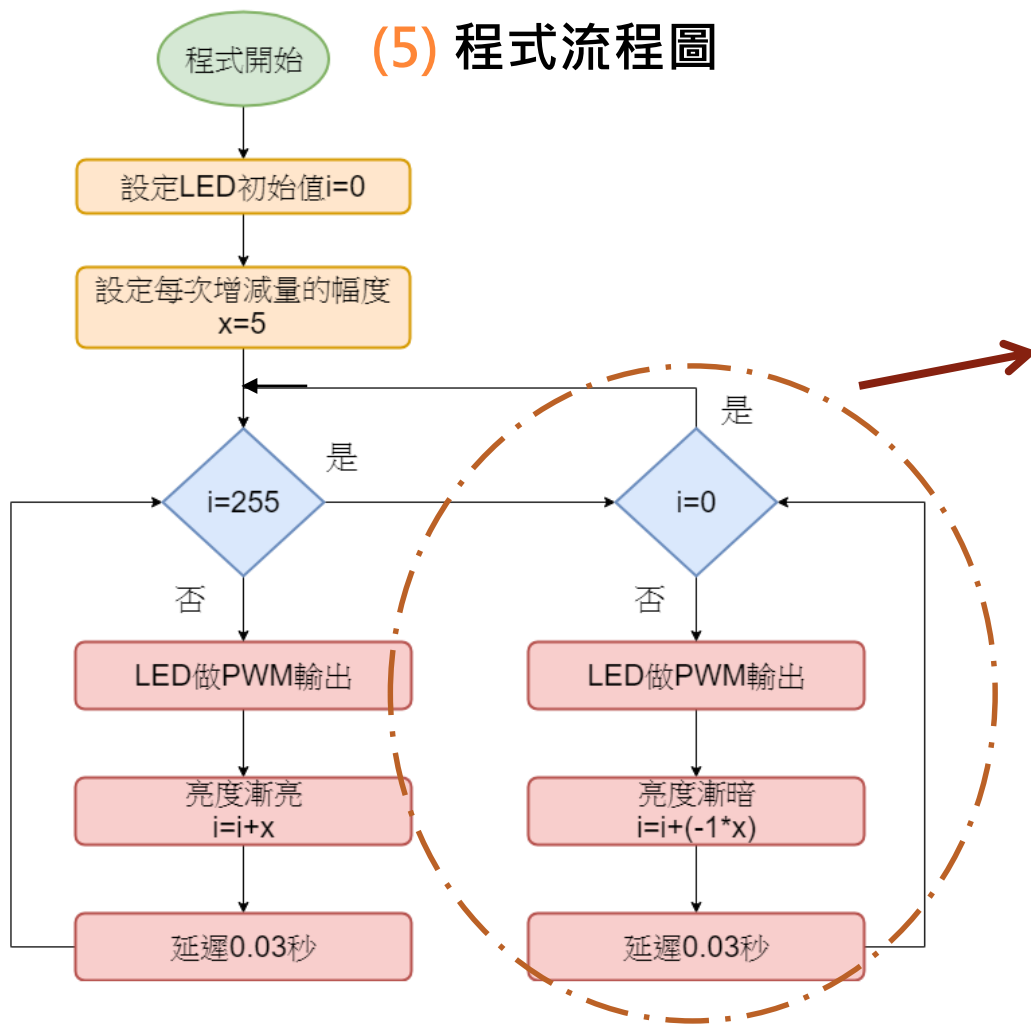 (5) 程式流程圖
程式開始
設定LED初始值i=0
設定每次增減量的幅度
x=5
是
i=255
否
LED做PWM輸出
亮度漸亮
i=i+x
延遲0.03秒
是
i=0
否
LED做PWM輸出
亮度漸暗
i=i+(-1*x)
延遲0.03秒